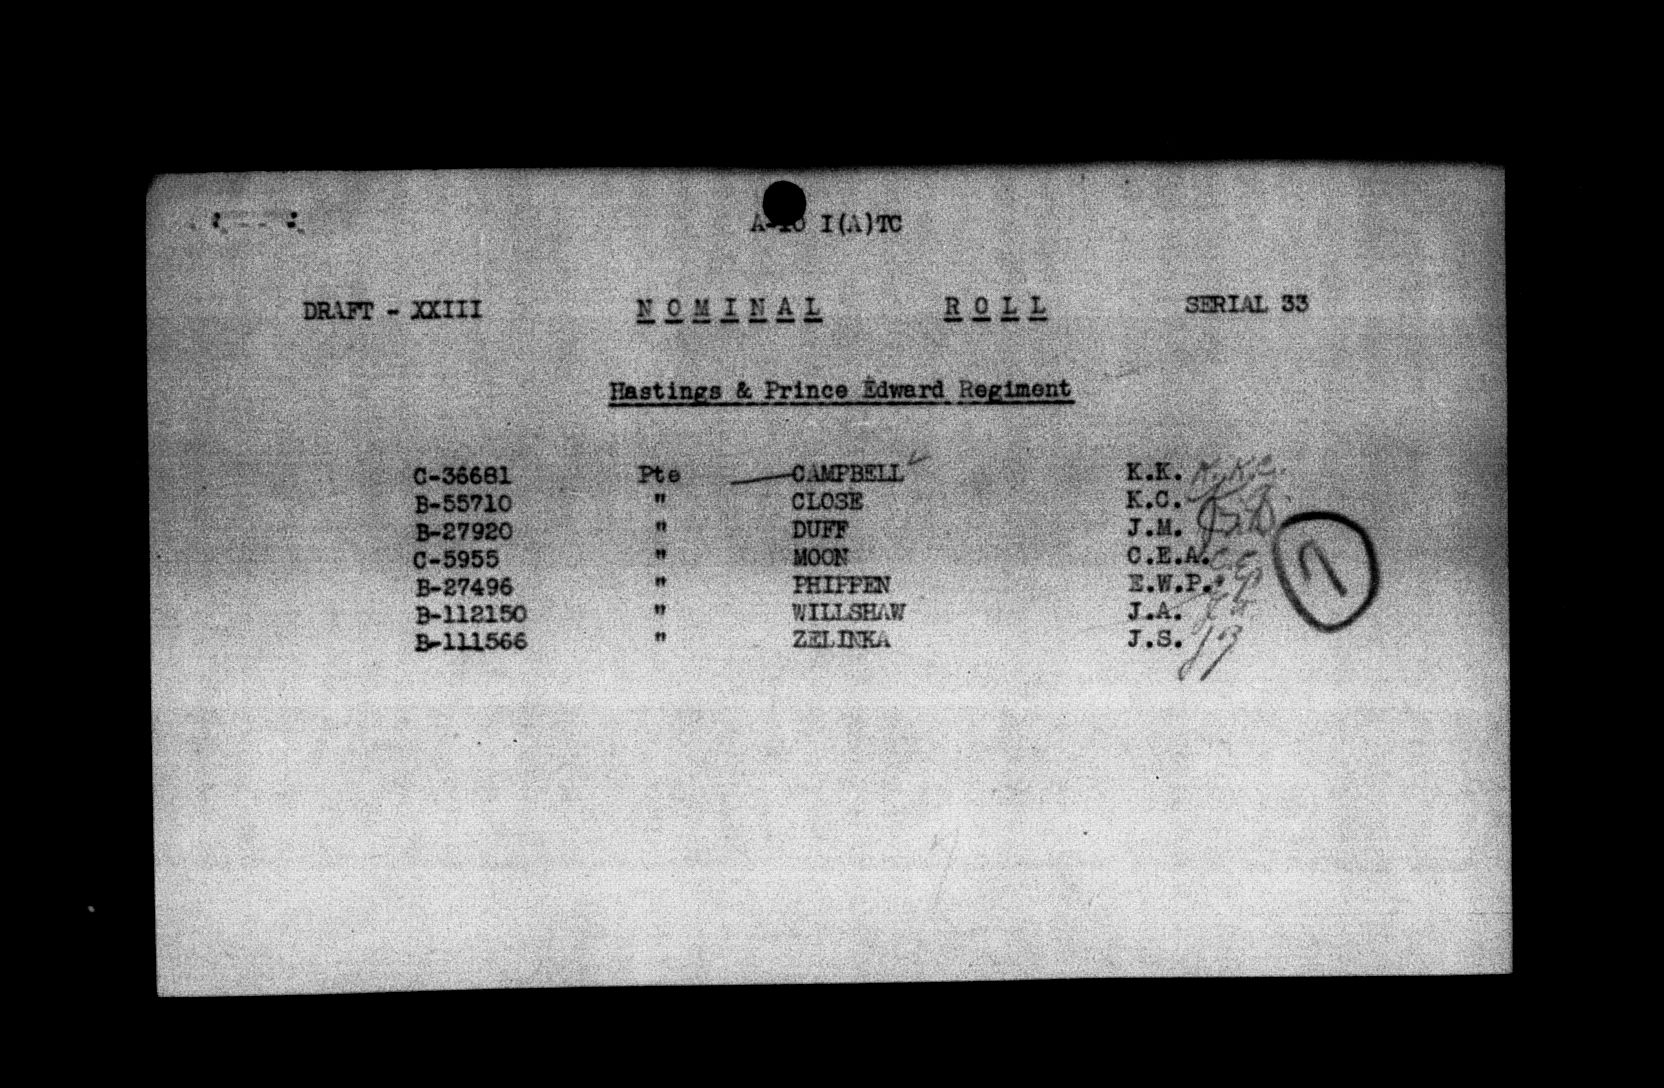 A-10 I(A)TC
DRAFT - XXIII NOMINAL ROLL SERIAL 33
Hastings & Prince Edward Regiment
C-36681 Pte CAMPBELL K.K. K.K.C.
B-55710 " CLOSE K.C.
B-27920 " DUFF J.M.
C-5955 " MOON C.E.A.
B-27496 " PHIPPEN E.W.P.
B-112150 " WILLSHAW J.A.
B-111566 " ZELINKA J.S.
7